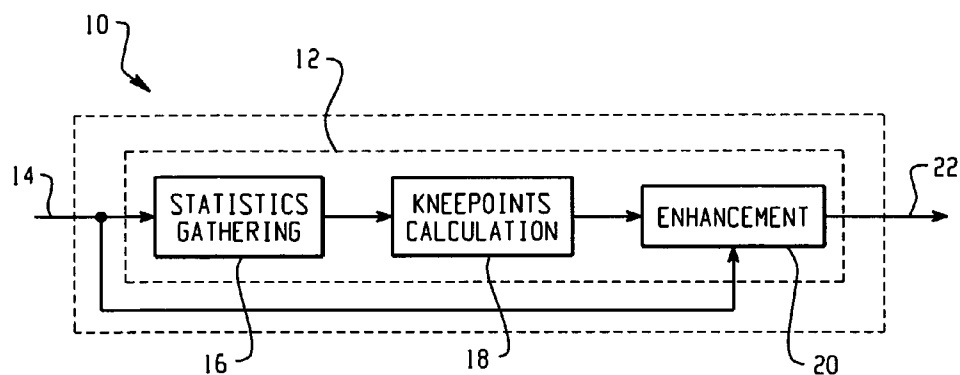 10
12
14
22
STATISTICS
GATHERING
KNEEPOINTS
CALCULATION
ENHANCEMENT
16
18
20